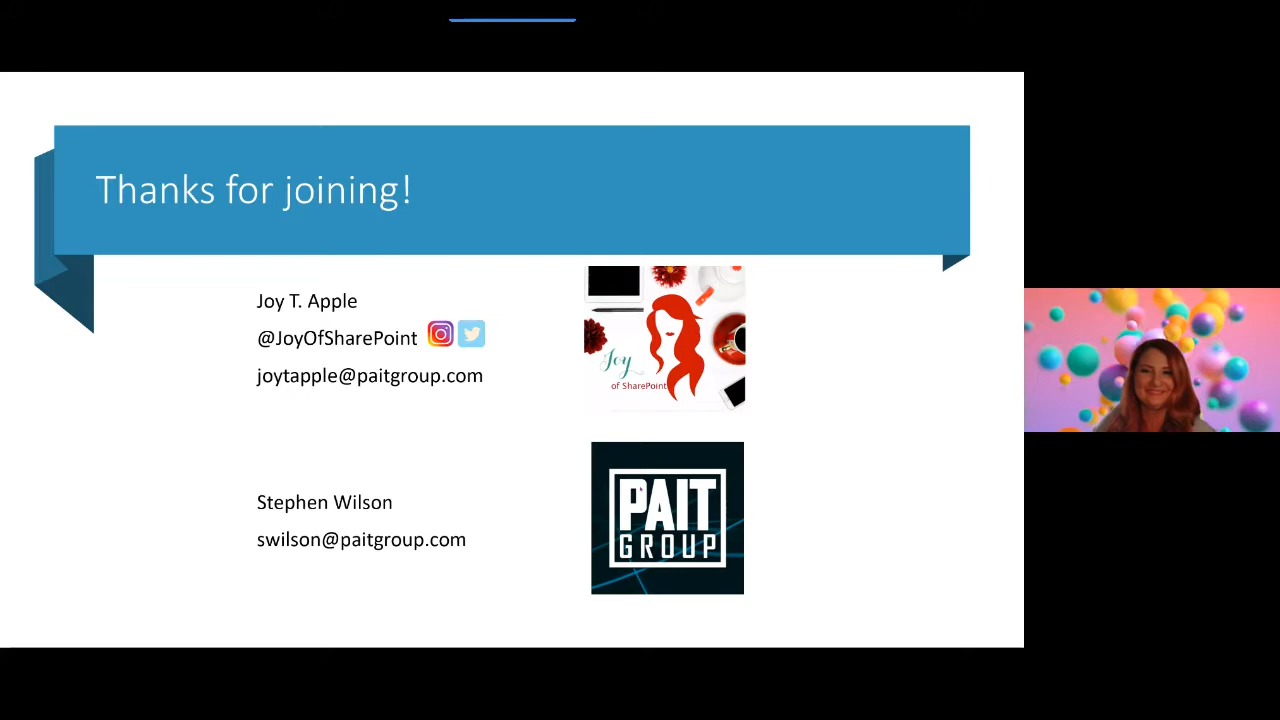 Thanks for joining!
Joy T. Apple
@JoyOfSharePoint
joytapple@paitgroup.com
Joy
of SharePoint
Stephen Wilson
swilson@paitgroup.com
PAIT
GROUP